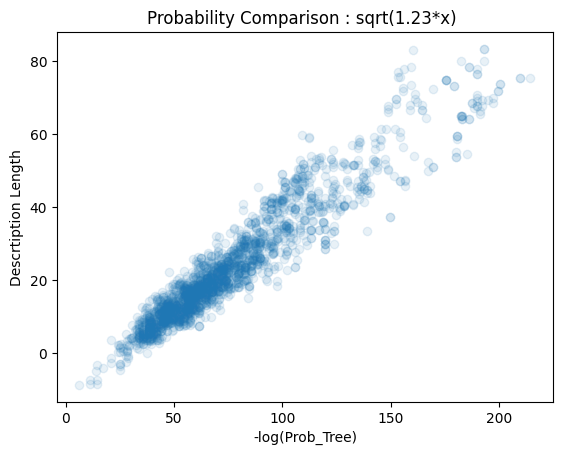 Probability Comparison : sqrt(1.23*x)
80
60
40
20
0
Descrtiption Length
0 50 100 150 200
-log(Prob_Tree)